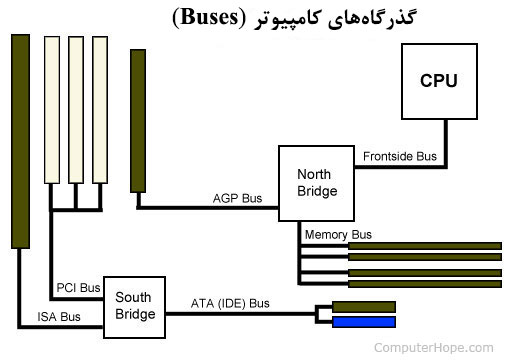 گذرگاه‌های کامپیوتر (Buses)
CPU
Frontside Bus
North
Bridge
AGP Bus
Memory Bus
PCI Bus
South
Bridge
ATA (IDE) Bus
ISA Bus
ComputerHope.com